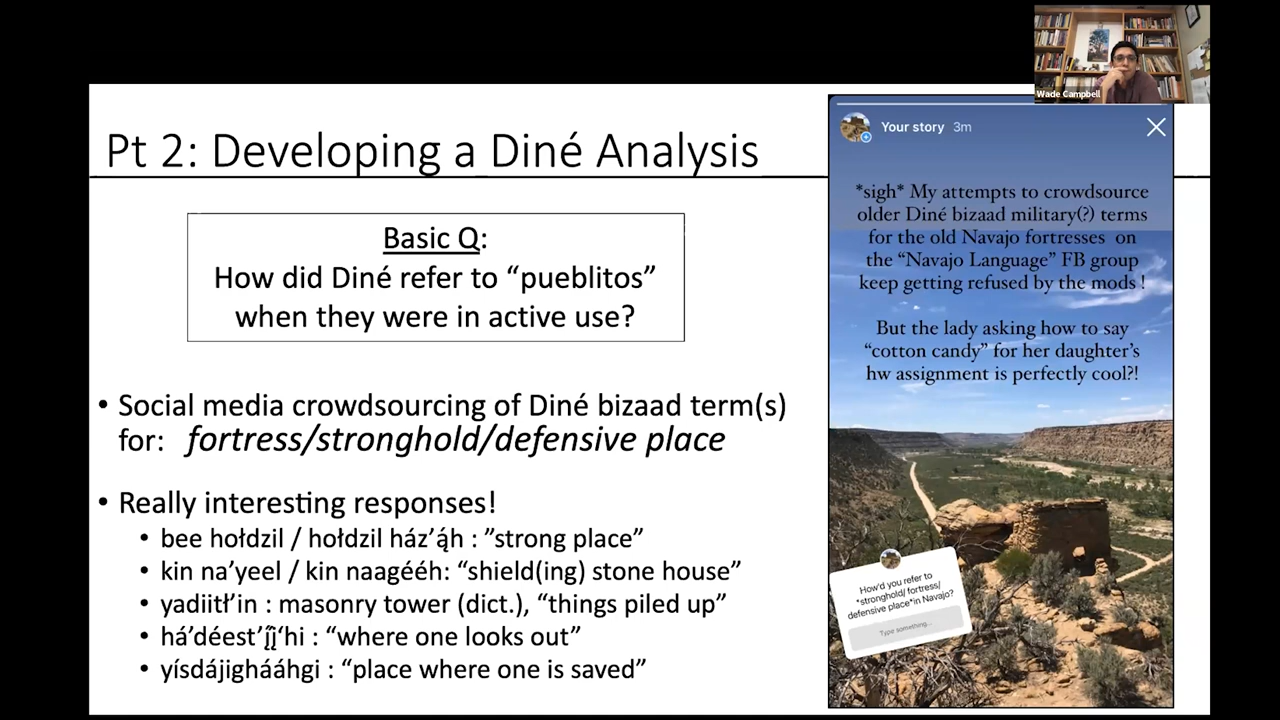 Wade Campbell
Pt 2: Developing a Diné Analysis
Basic Q:
How did Diné refer to “pueblitos”
when they were in active use?
• Social media crowdsourcing of Diné bizaad term(s)
for: fortress/stronghold/defensive place
• Really interesting responses!
• bee hołdzil / hołdzil ház’ą́h : ”strong place”
• kin na’yeel / kin naagééh: “shield(ing) stone house”
• yadiitł’in : masonry tower (dict.), “things piled up”
• há’déest’į́į́‘hi : “where one looks out”
• yísdájígháahgi : “place where one is saved”
Your story 3m
*sigh* My attempts to crowdsource
older Diné bizaad military(?) terms
for the old Navajo fortresses on
the “Navajo Language” FB group
keep getting refused by the mods !
But the lady asking how to say
“cotton candy” for her daughter’s
hw assignment is perfectly cool?!
How’d you refer to
*stronghold/ fortress/
defensive place*in Navajo?
Type something...